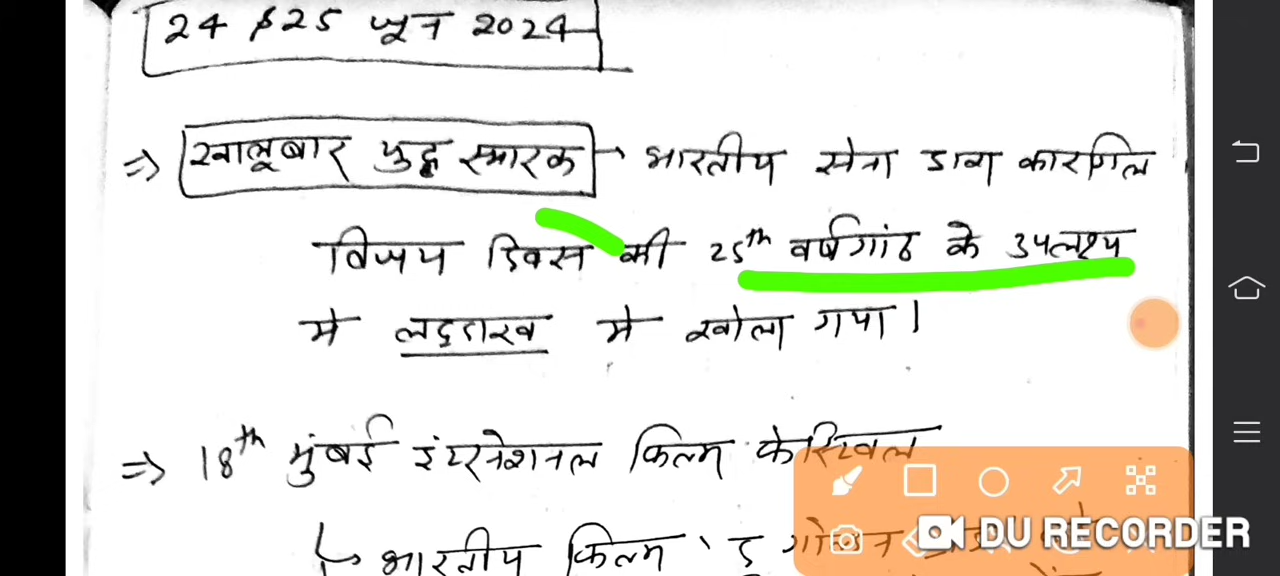 24 & 25 जून 2024
⇒ खालूबार युद्ध स्मारक - भारतीय सेना द्वारा कारगिल
विजय दिवस की 25th वर्षगांठ के उपलक्ष्य
मे लद्दाख मे खोला गया।
⇒ 18th मुंबई इंटरनेशनल फिल्म फेस्टिवल
↳ भारतीय फिल्म ' द गोल्डन
DU RECORDER